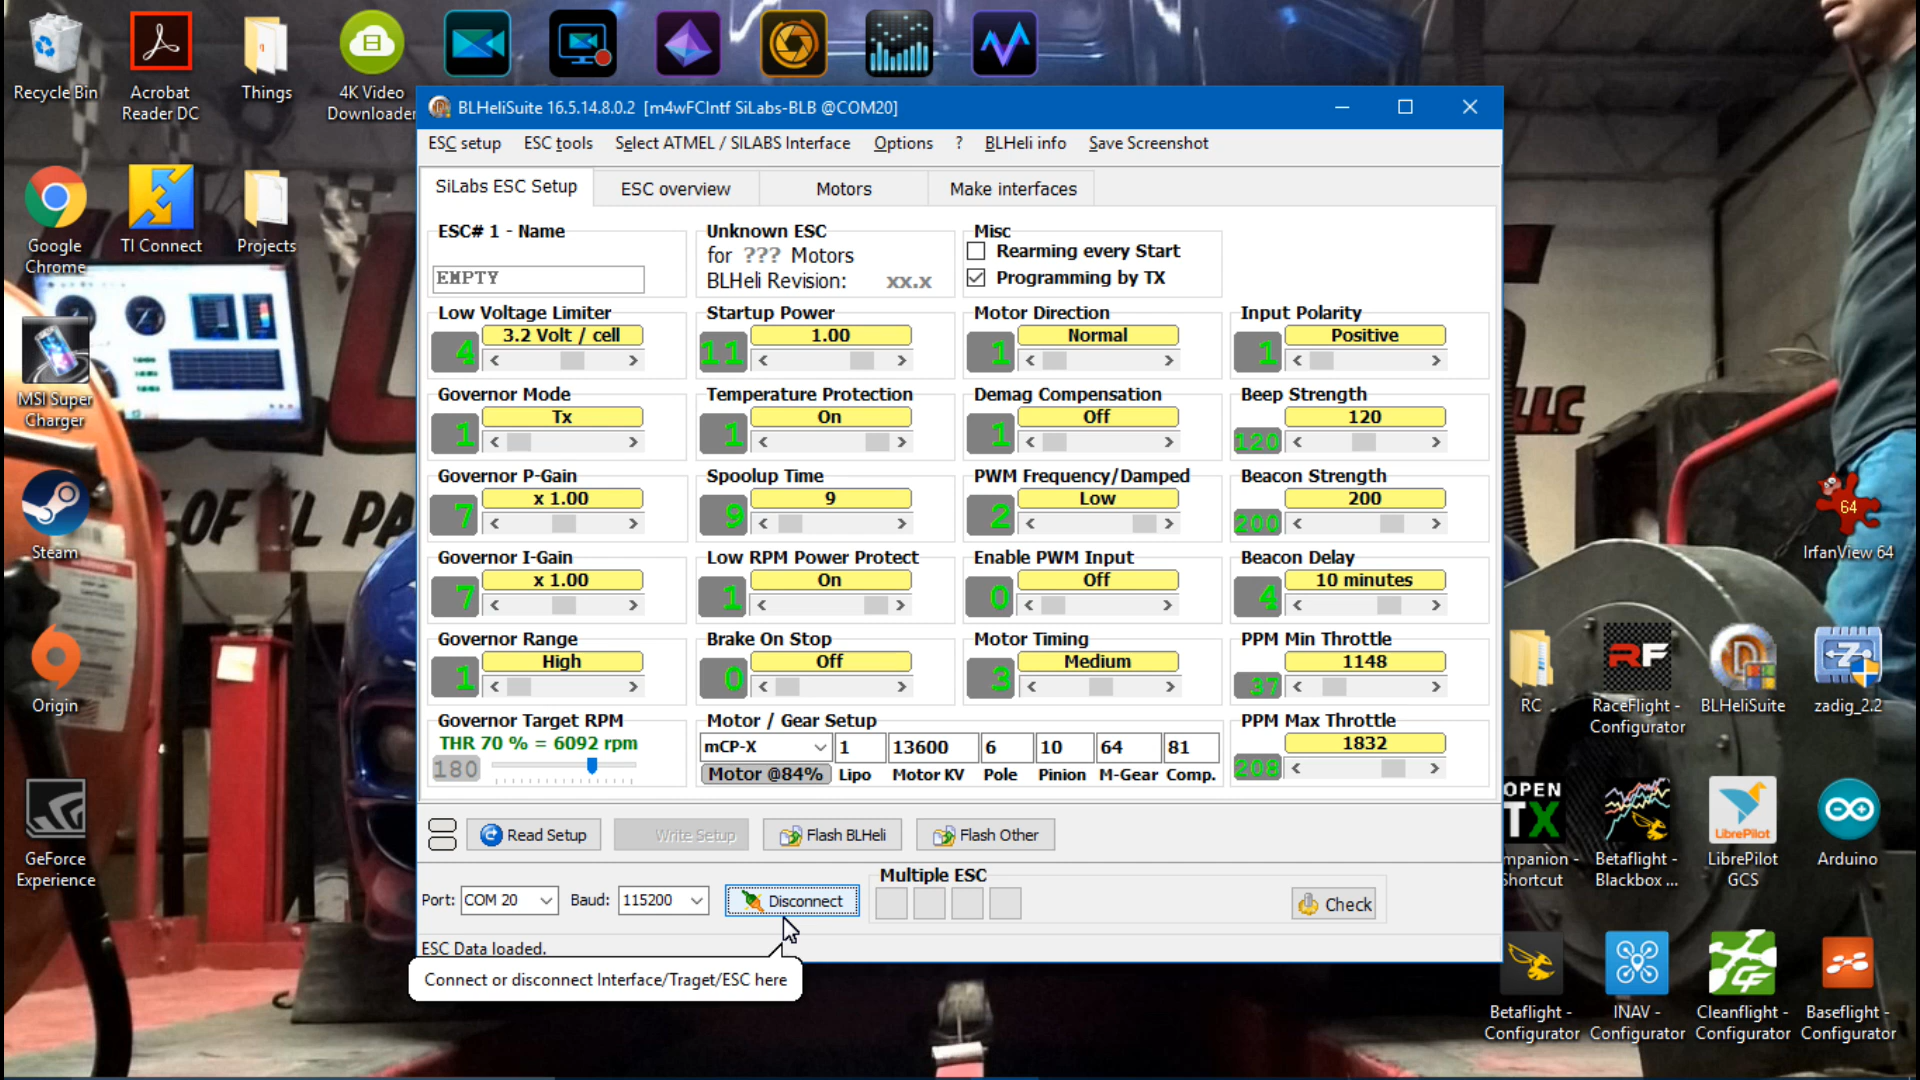 Recycle Bin
Acrobat
Reader DC
Things
4K Video
Downloader
Google
Chrome
TI Connect
Projects
MSI Super
Charger
Steam
Origin
GeForce
Experience
BLHeliSuite 16.5.14.8.0.2 [m4wFCIntf SiLabs-BLB @COM20]
ESC setup ESC tools Select ATMEL / SILABS Interface Options ? BLHeli info Save Screenshot
SiLabs ESC Setup ESC overview Motors Make interfaces
ESC# 1 - Name
EMPTY
Unknown ESC
for ??? Motors
BLHeli Revision: xx.x
Misc
Rearming every Start
Programming by TX
Low Voltage Limiter
3.2 Volt / cell
4
Startup Power
1.00
11
Motor Direction
Normal
1
Input Polarity
Positive
1
Governor Mode
Tx
1
Temperature Protection
On
1
Demag Compensation
Off
1
Beep Strength
120
120
Governor P-Gain
x 1.00
7
Spoolup Time
9
9
PWM Frequency/Damped
Low
2
Beacon Strength
200
200
Governor I-Gain
x 1.00
7
Low RPM Power Protect
On
1
Enable PWM Input
Off
0
Beacon Delay
10 minutes
4
Governor Range
High
1
Brake On Stop
Off
0
Motor Timing
Medium
3
PPM Min Throttle
1148
37
Governor Target RPM
THR 70 % = 6092 rpm
180
Motor / Gear Setup
mCP-X 1 13600 6 10 64 81
Motor @84% Lipo Motor KV Pole Pinion M-Gear Comp.
PPM Max Throttle
1832
208
Read Setup Write Setup Flash BLHeli Flash Other
Port: COM 20 Baud: 115200 Disconnect
Multiple ESC
Check
ESC Data loaded.
Connect or disconnect Interface/Traget/ESC here
OF EL PA
LLC
64
IrfanView 64
RC
RF
RaceFlight -
Configurator
BLHeliSuite
zadig_2.2
OPEN
TX
mpanion -
Shortcut
Betaflight -
Blackbox ...
LibrePilot
LibrePilot
GCS
Arduino
Betaflight -
Configurator
INAV -
Configurator
CF
Cleanflight -
Configurator
Baseflight -
Configurator